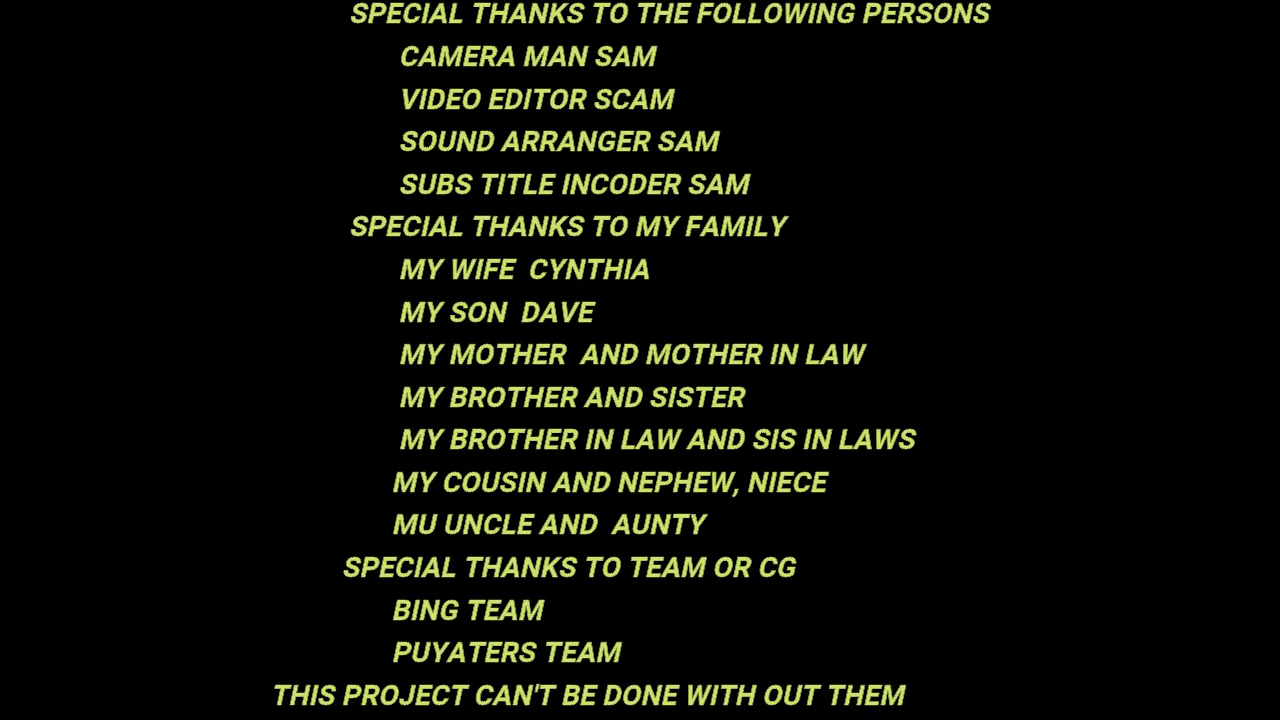 SPECIAL THANKS TO THE FOLLOWING PERSONS
CAMERA MAN SAM
VIDEO EDITOR SCAM
SOUND ARRANGER SAM
SUBS TITLE INCODER SAM
SPECIAL THANKS TO MY FAMILY
MY WIFE  CYNTHIA
MY SON  DAVE
MY MOTHER  AND MOTHER IN LAW
MY BROTHER AND SISTER
MY BROTHER IN LAW AND SIS IN LAWS
MY COUSIN AND NEPHEW, NIECE
MU UNCLE AND  AUNTY
SPECIAL THANKS TO TEAM OR CG
BING TEAM
PUYATERS TEAM
THIS PROJECT CAN'T BE DONE WITH OUT THEM